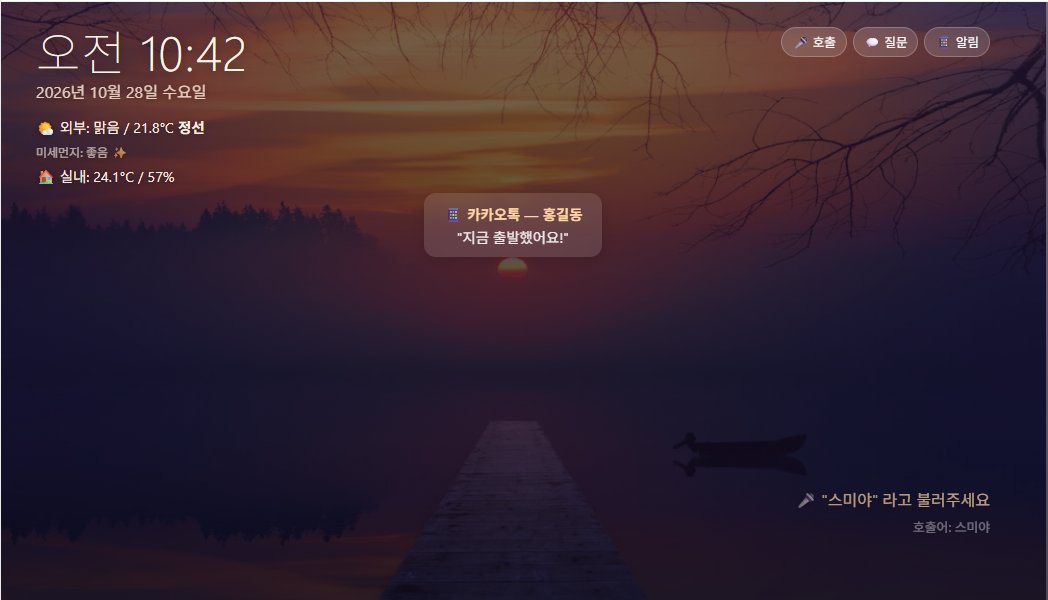 오전 10:42
2026년 10월 28일 수요일
외부: 맑음 / 21.8°C 정선
미세먼지: 좋음
실내: 24.1°C / 57%
호출 질문 알림
카카오톡 — 홍길동
"지금 출발했어요!"
"스미야" 라고 불러주세요
호출어: 스미야